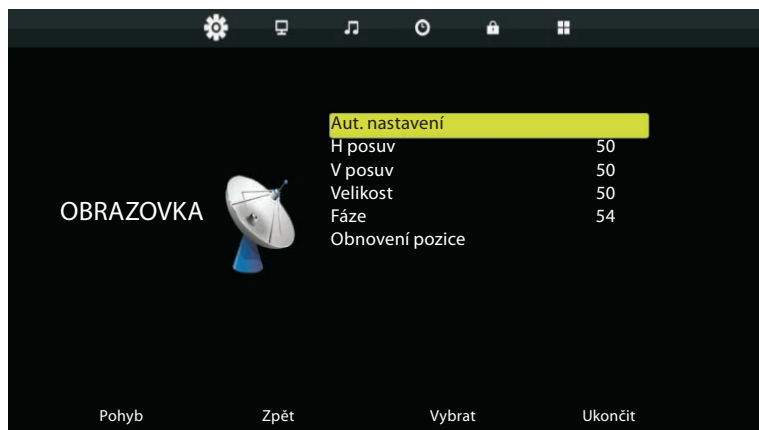 Aut. nastavení
H posuv 50
V posuv 50
Velikost 50
Fáze 54
Obnovení pozice
OBRAZOVKA
Pohyb Zpět Vybrat Ukončit